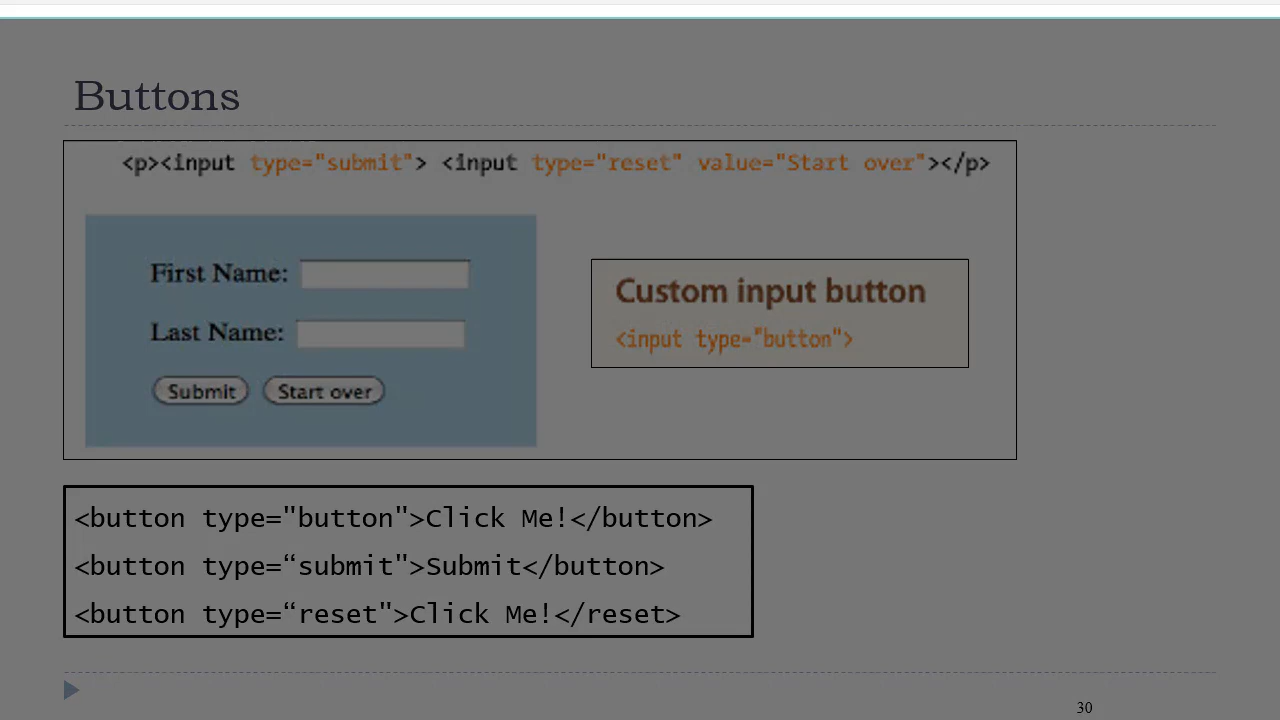 Buttons
<p><input type="submit"> <input type="reset" value="Start over"></p>
First Name:
Last Name:
Submit Start over
Custom input button
<input type="button">
<button type="button">Click Me!</button>
<button type=“submit">Submit</button>
<button type=“reset">Click Me!</reset>
30